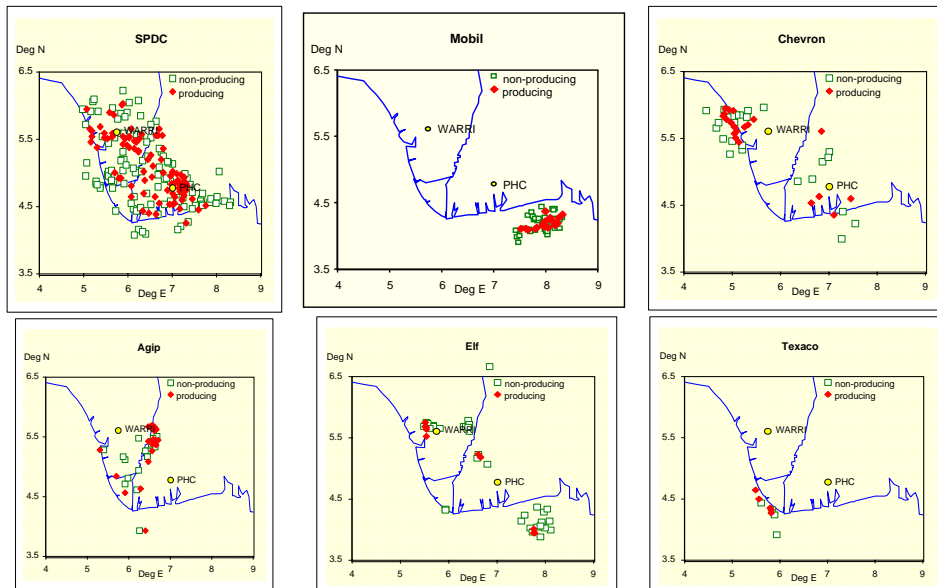 SPDC
Deg N
6.5
non-producing
producing
WARRI
5.5
PHC
4.5
3.5
4 5 6 7 8 9
Deg E
Mobil
Deg N
6.5
non-producing
producing
WARRI
5.5
PHC
4.5
3.5
4 5 6 7 8 9
Deg E
Chevron
Deg N
6.5
non-producing
producing
WARRI
5.5
PHC
4.5
3.5
4 5 6 7 8 9
Deg E
Agip
Deg N
6.5
non-producing
producing
WARRI
5.5
PHC
4.5
3.5
4 5 6 7 8 9
Deg E
Elf
Deg N
6.5
non-producing
producing
WARRI
5.5
PHC
4.5
3.5
4 5 6 7 8 9
Deg E
Texaco
Deg N
6.5
non-producing
producing
WARRI
5.5
PHC
4.5
3.5
4 5 6 7 8 9
Deg E